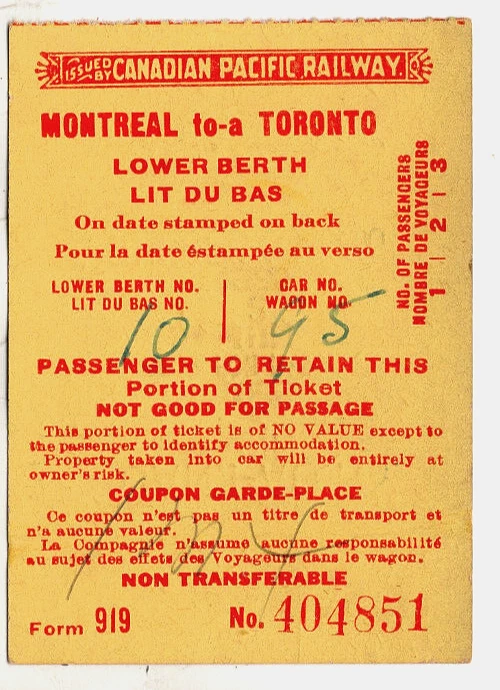 ISSUED BY CANADIAN PACIFIC RAILWAY.
MONTREAL to-a TORONTO
LOWER BERTH
LIT DU BAS
On date stamped on back
Pour la date éstampée au verso
NO. OF PASSENGERS
NOMBRE DE VOYAGEURS
1 | 2 | 3
LOWER BERTH NO.
LIT DU BAS NO.
CAR NO.
WAGON NO.
10
95
PASSENGER TO RETAIN THIS
Portion of Ticket
NOT GOOD FOR PASSAGE
This portion of ticket is of NO VALUE except to
the passenger to identify accommodation.
Property taken into car will be entirely at
owner's risk.
COUPON GARDE-PLACE
Ce coupon n'est pas un titre de transport et
n'a aucune valeur.
La Compagnie n'assume aucune responsabilité
au sujet des effets des Voyageurs dans le wagon.
NON TRANSFERABLE
Form 919
No. 404851